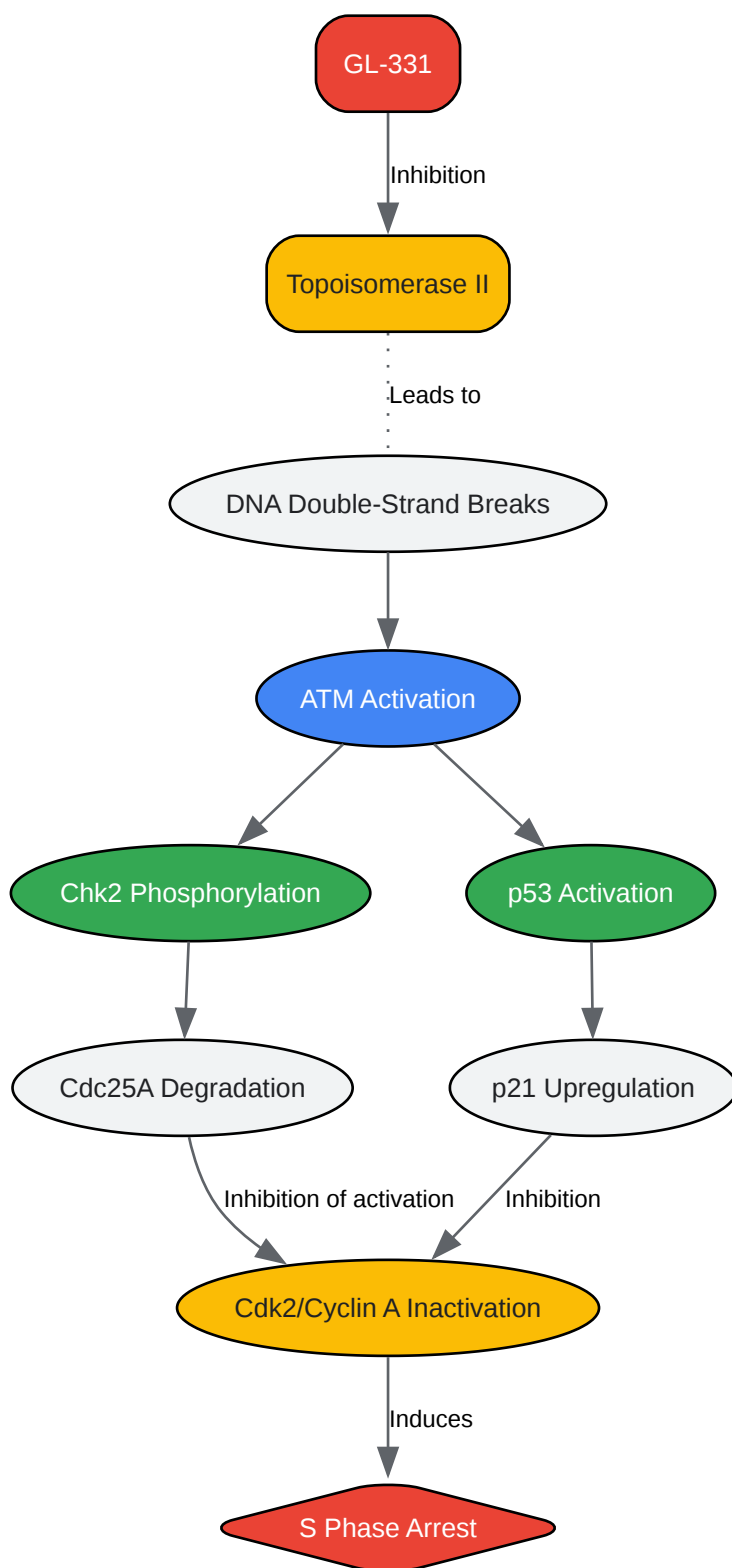 GL-331
Inhibition
Topoisomerase II
Leads to
DNA Double-Strand Breaks
ATM Activation
Chk2 Phosphorylation
p53 Activation
Cdc25A Degradation
p21 Upregulation
Inhibition of activation
Inhibition
Cdk2/Cyclin A Inactivation
Induces
S Phase Arrest